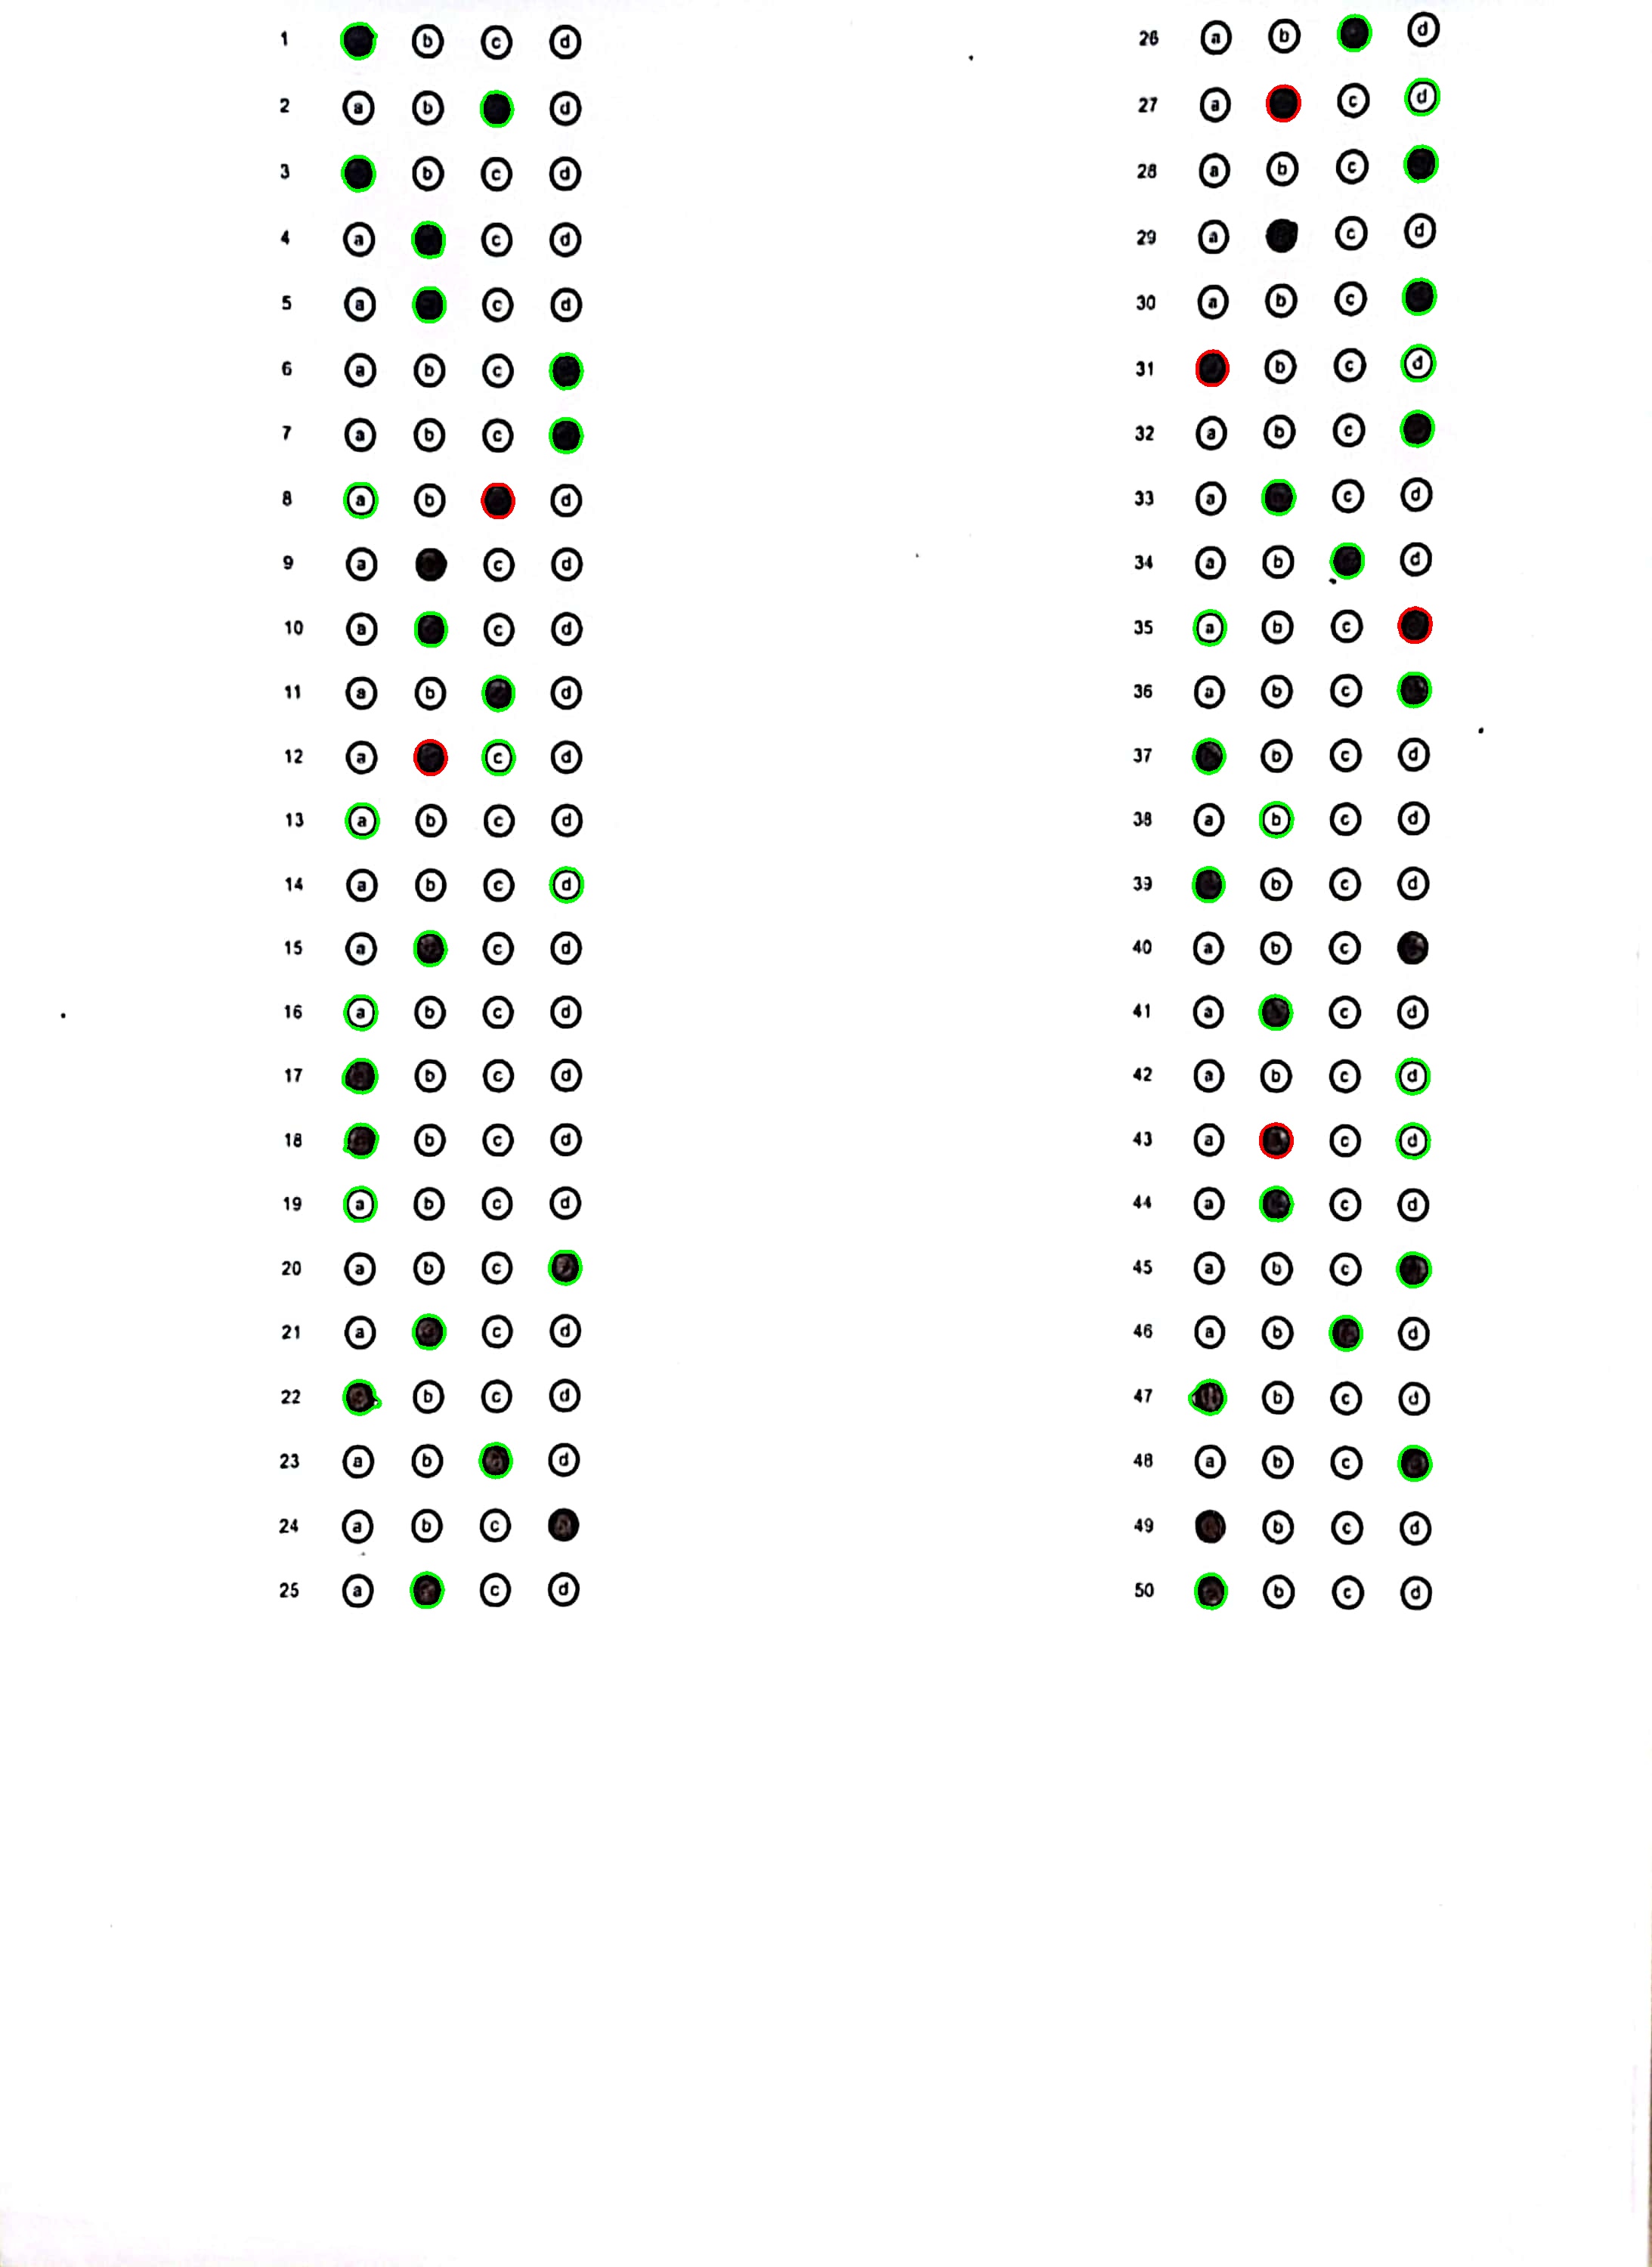 1 b c d
2 a b d
3 b c d
4 a c d
5 a c d
6 a b c
7 a b c
8 a b d
9 a c d
10 a c d
11 a b d
12 a c d
13 a b c d
14 a b c d
15 a c d
16 a b c d
17 b c d
18 b c d
19 a b c d
20 a b c
21 a c d
22 b c d
23 a b d
24 a b c
25 a c d
26 a b d
27 a c d
28 a b c
29 a c d
30 a b c
31 b c d
32 a b c
33 a c d
34 a b d
35 a b c
36 a b c
37 b c d
38 a b c d
39 b c d
40 a b c
41 a c d
42 a b c d
43 a c d
44 a c d
45 a b c
46 a b d
47 b c d
48 a b c
49 b c d
50 b c d